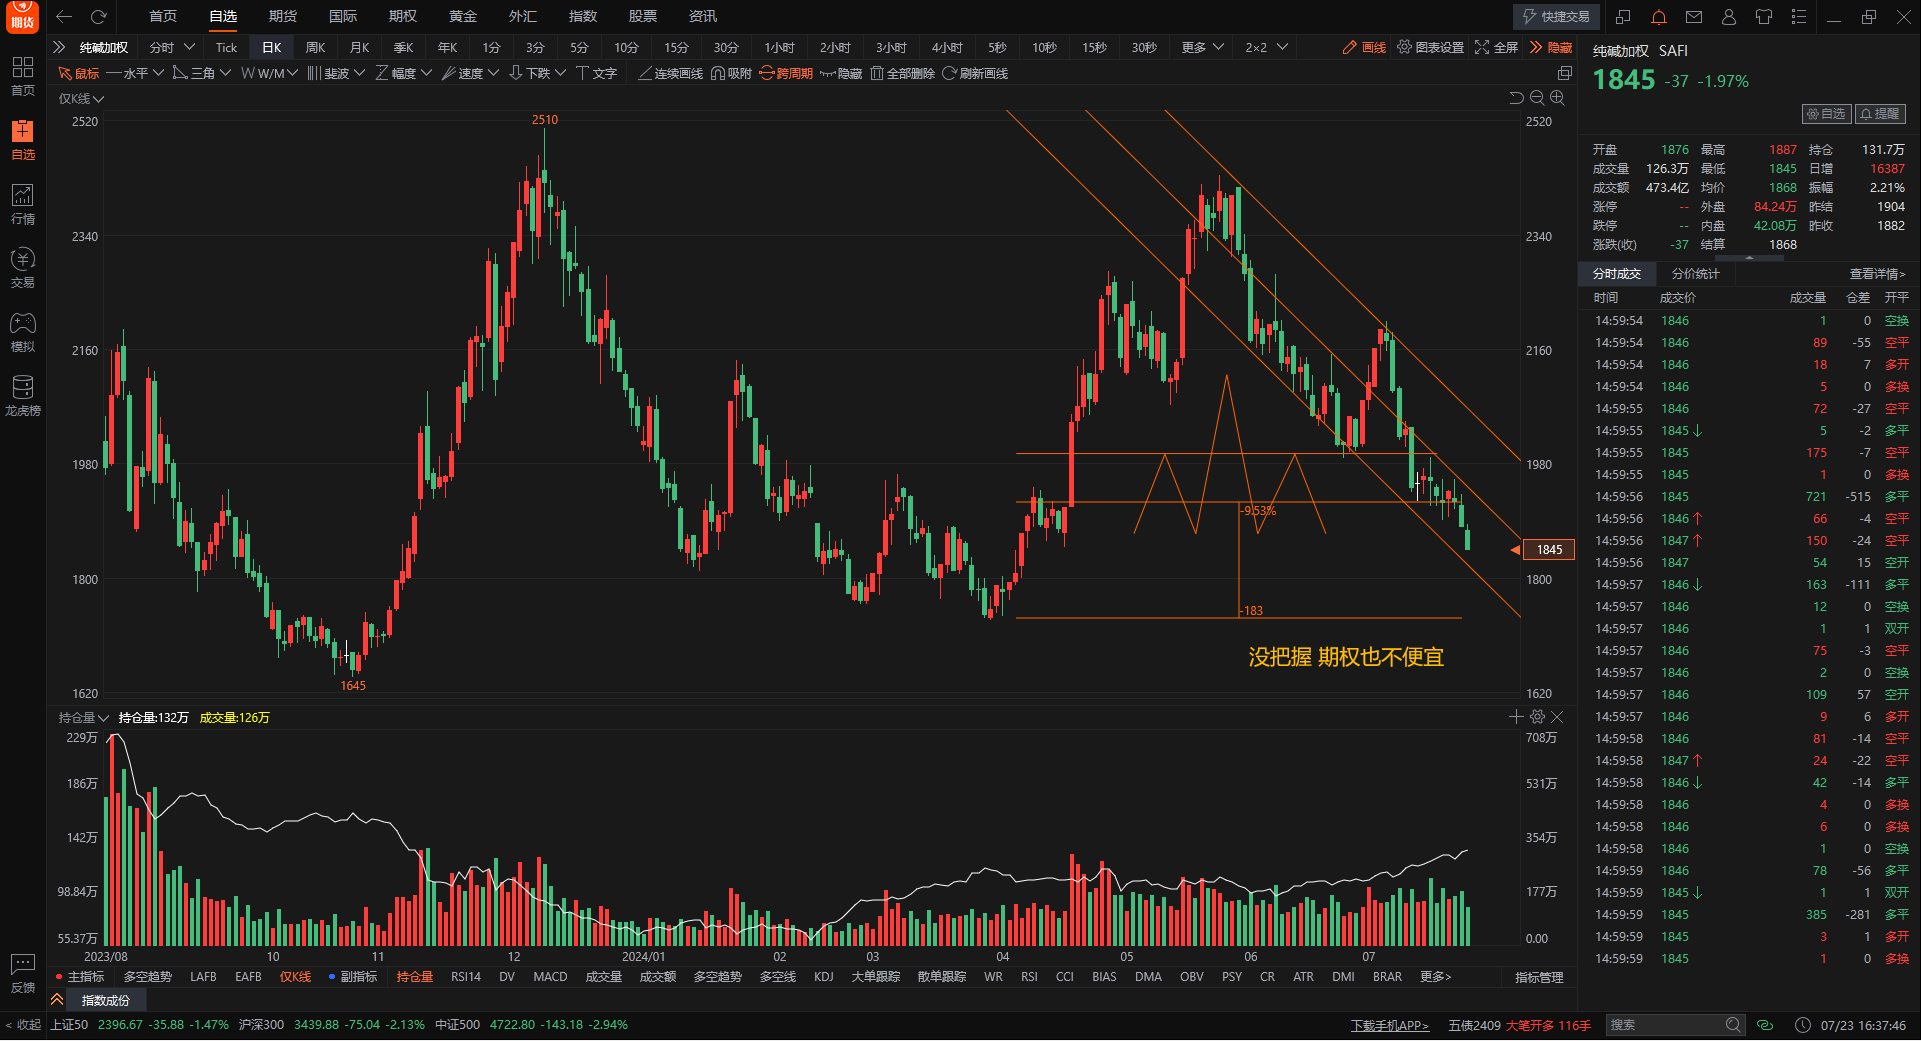 期货
首页 自选 期货 国际 期权 黄金 外汇 指数 股票 资讯
快捷交易
纯碱加权 分时 Tick 日K 周K 月K 季K 年K 1分 3分 5分 10分 15分 30分 1小时 2小时 3小时 4小时 5秒 10秒 15秒 30秒 更多 2×2 画线 图表设置 全屏 隐藏
鼠标 水平 三角 W/M 斐波 幅度 速度 下跌 文字 连续画线 吸附 跨周期 隐藏 全部删除 刷新画线
首页
自选
行情
交易
模拟
龙虎榜
反馈
仅K线
2520 2510 2520
2340 2340
2160 2160
1980 1980
-9.53%
1845
1800 1800
-183
没把握 期权也不便宜
1645
1620 1620
持仓量 持仓量:132万 成交量:126万
229万 708万
186万 531万
142万 354万
98.84万 177万
55.37万 0.00
2023/08 10 11 12 2024/01 02 03 04 05 06 07
主指标 多空趋势 LAFB EAFB 仅K线 副指标 持仓量 RSI14 DV MACD 成交量 成交额 多空趋势 多空线 KDJ 大单跟踪 散单跟踪 WR RSI CCI BIAS DMA OBV PSY CR ATR DMI BRAR 更多> 指标管理
指数成份
纯碱加权 SAFI
1845 -37 -1.97%
自选 提醒
开盘 1876 最高 1887 持仓 131.7万
成交量 126.3万 最低 1845 日增 16387
成交额 473.4亿 均价 1868 振幅 2.21%
涨停 -- 外盘 84.24万 昨结 1904
跌停 -- 内盘 42.08万 昨收 1882
涨跌(收) -37 结算 1868
分时成交 分价统计 查看详情>
时间 成交价 成交量 仓差 开平
14:59:54 1846 1 0 空换
14:59:54 1846 89 -55 空平
14:59:54 1846 18 7 多开
14:59:54 1846 5 0 多换
14:59:55 1846 72 -27 空平
14:59:55 1845↓ 5 -2 多平
14:59:55 1845 175 -7 空平
14:59:55 1845 1 0 多换
14:59:56 1845 721 -515 多平
14:59:56 1846↑ 66 -4 空平
14:59:56 1847↑ 150 -24 空平
14:59:56 1847 54 15 空开
14:59:57 1846↓ 163 -111 多平
14:59:57 1846 12 0 空换
14:59:57 1846 1 1 双开
14:59:57 1846 75 -3 空平
14:59:57 1846 2 0 空换
14:59:57 1846 109 57 空开
14:59:57 1846 9 6 多开
14:59:58 1846 81 -14 空平
14:59:58 1847↑ 24 -22 空平
14:59:58 1846↓ 42 -14 多平
14:59:58 1846 4 0 多换
14:59:58 1846 6 0 多换
14:59:58 1846 1 0 空换
14:59:59 1846 78 -56 多平
14:59:59 1845↓ 1 1 双开
14:59:59 1845 385 -281 多平
14:59:59 1845 3 1 多开
14:59:59 1845 1 0 多换
< 收起 上证50 2396.67 -35.88 -1.47% 沪深300 3439.88 -75.04 -2.13% 中证500 4722.80 -143.18 -2.94% 下载手机APP> 五债2409 大笔开多 116手 搜索 07/23 16:37:46